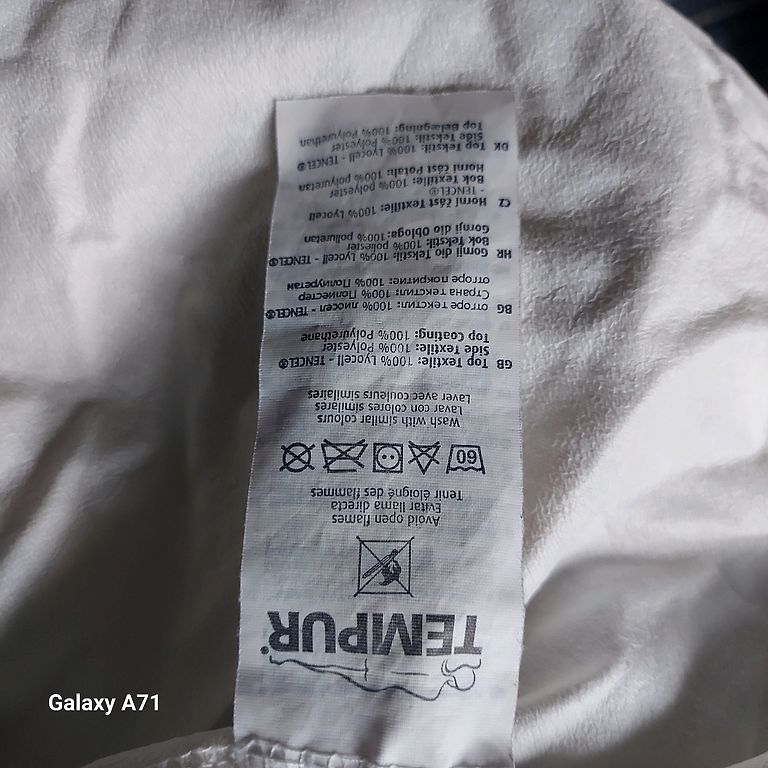 TEMPUR®
Avoid open flames
Evitar llama directa
Tenir éloigné des flammes
60
Wash with similar colours
Lavar con colores similares
Laver avec couleurs similaires
GB Top Textile: 100% Lyocell - TENCEL®
Side Textile: 100% Polyester
Top Coating: 100% Polyurethane
BG отгоре текстил: 100% лиосел - TENCEL®
Страна текстил: 100% Полиестер
отгоре покритие: 100% Полиуретан
HR Gornji dio Tekstil: 100% Lyocell - TENCEL®
Bok Tekstil: 100% poliester
Gornji dio Obloga: 100% poliuretan
CZ Horní část Textilie: 100% Lyocell
- TENCEL®
Bok Textilie: 100% polyester
Horní část Potah: 100% polyuretan
DK Top Tekstil: 100% Lyocell - TENCEL®
Side Tekstil: 100% Polyester
Top Belægning: 100% Polyurethan
Galaxy A71